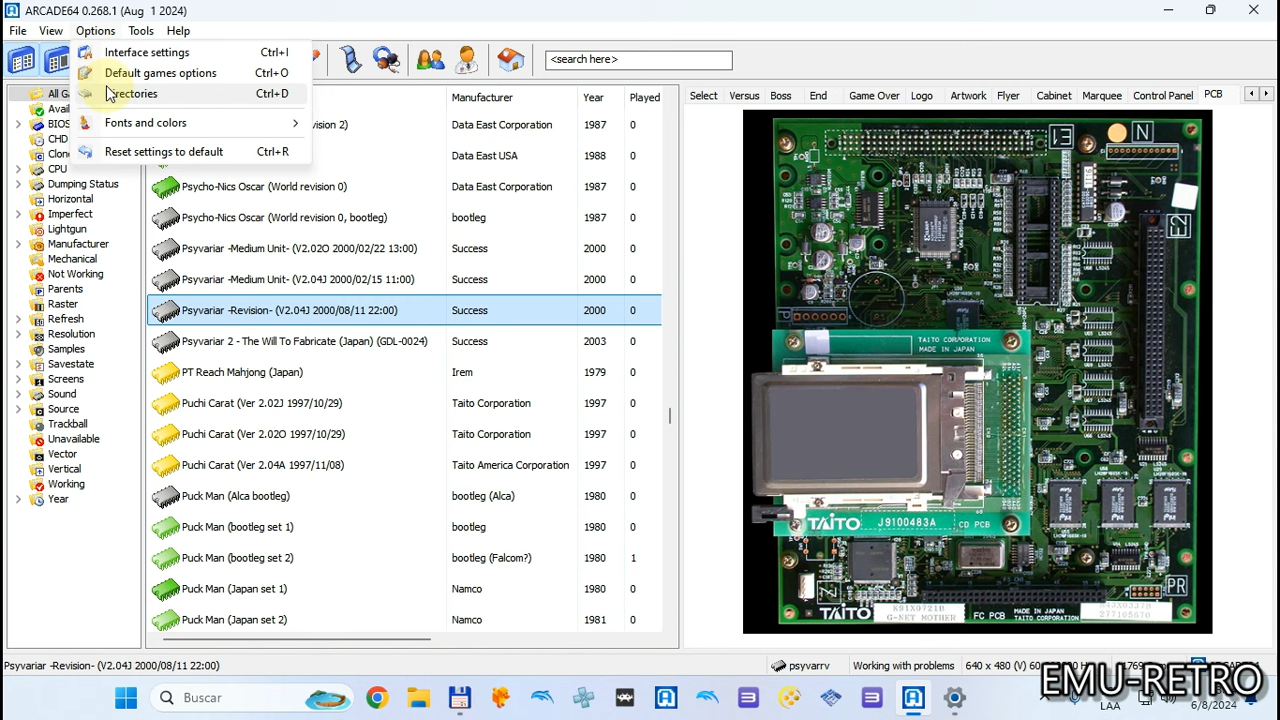 ARCADE64 0.268.1 (Aug 1 2024)
File View Options Tools Help
Interface settings Ctrl+I
Default games options Ctrl+O
Ctrl+D
Fonts and colors
Reset settings to default Ctrl+R
<search here>
Select Versus Boss End Game Over Logo Artwork Flyer Cabinet Marquee Control Panel PCB
BIOS
CHD
CPU
Dumping Status
Horizontal
Imperfect
Lightgun
Manufacturer
Mechanical
Not Working
Parents
Raster
Refresh
Resolution
Samples
Savestate
Screens
Sound
Source
Trackball
Unavailable
Vector
Vertical
Working
Year
Manufacturer Year Played
Data East Corporation 1987 0
Data East USA 1988 0
Psycho-Nics Oscar (World revision 0) Data East Corporation 1987 0
Psycho-Nics Oscar (World revision 0, bootleg) bootleg 1987 0
Psyvariar -Medium Unit- (V2.02O 2000/02/22 13:00) Success 2000 0
Psyvariar -Medium Unit- (V2.04J 2000/02/15 11:00) Success 2000 0
Psyvariar -Revision- (V2.04J 2000/08/11 22:00) Success 2000 0
Psyvariar 2 - The Will To Fabricate (Japan) (GDL-0024) Success 2003 0
PT Reach Mahjong (Japan) Irem 1979 0
Puchi Carat (Ver 2.02J 1997/10/29) Taito Corporation 1997 0
Puchi Carat (Ver 2.02O 1997/10/29) Taito Corporation 1997 0
Puchi Carat (Ver 2.04A 1997/11/08) Taito America Corporation 1997 0
Puck Man (Alca bootleg) bootleg (Alca) 1980 0
Puck Man (bootleg set 1) bootleg 1980 0
Puck Man (bootleg set 2) bootleg (Falcom?) 1980 1
Puck Man (Japan set 1) Namco 1980 0
Puck Man (Japan set 2) Namco 1981 0
E1
N
E2
P
TAITO CORPORATION
MADE IN JAPAN
TAITO J9100483A CD PCB
Z
PR
TAITO K91X0721B
G-NET MOTHER
FC PCB MADE IN JAPAN
TAITO CORPORATION
Psyvariar -Revision- (V2.04J 2000/08/11 22:00) psyvarrv Working with problems 640 x 480 (V)
EMU-RETRO
Buscar
LAA
6/8/2024